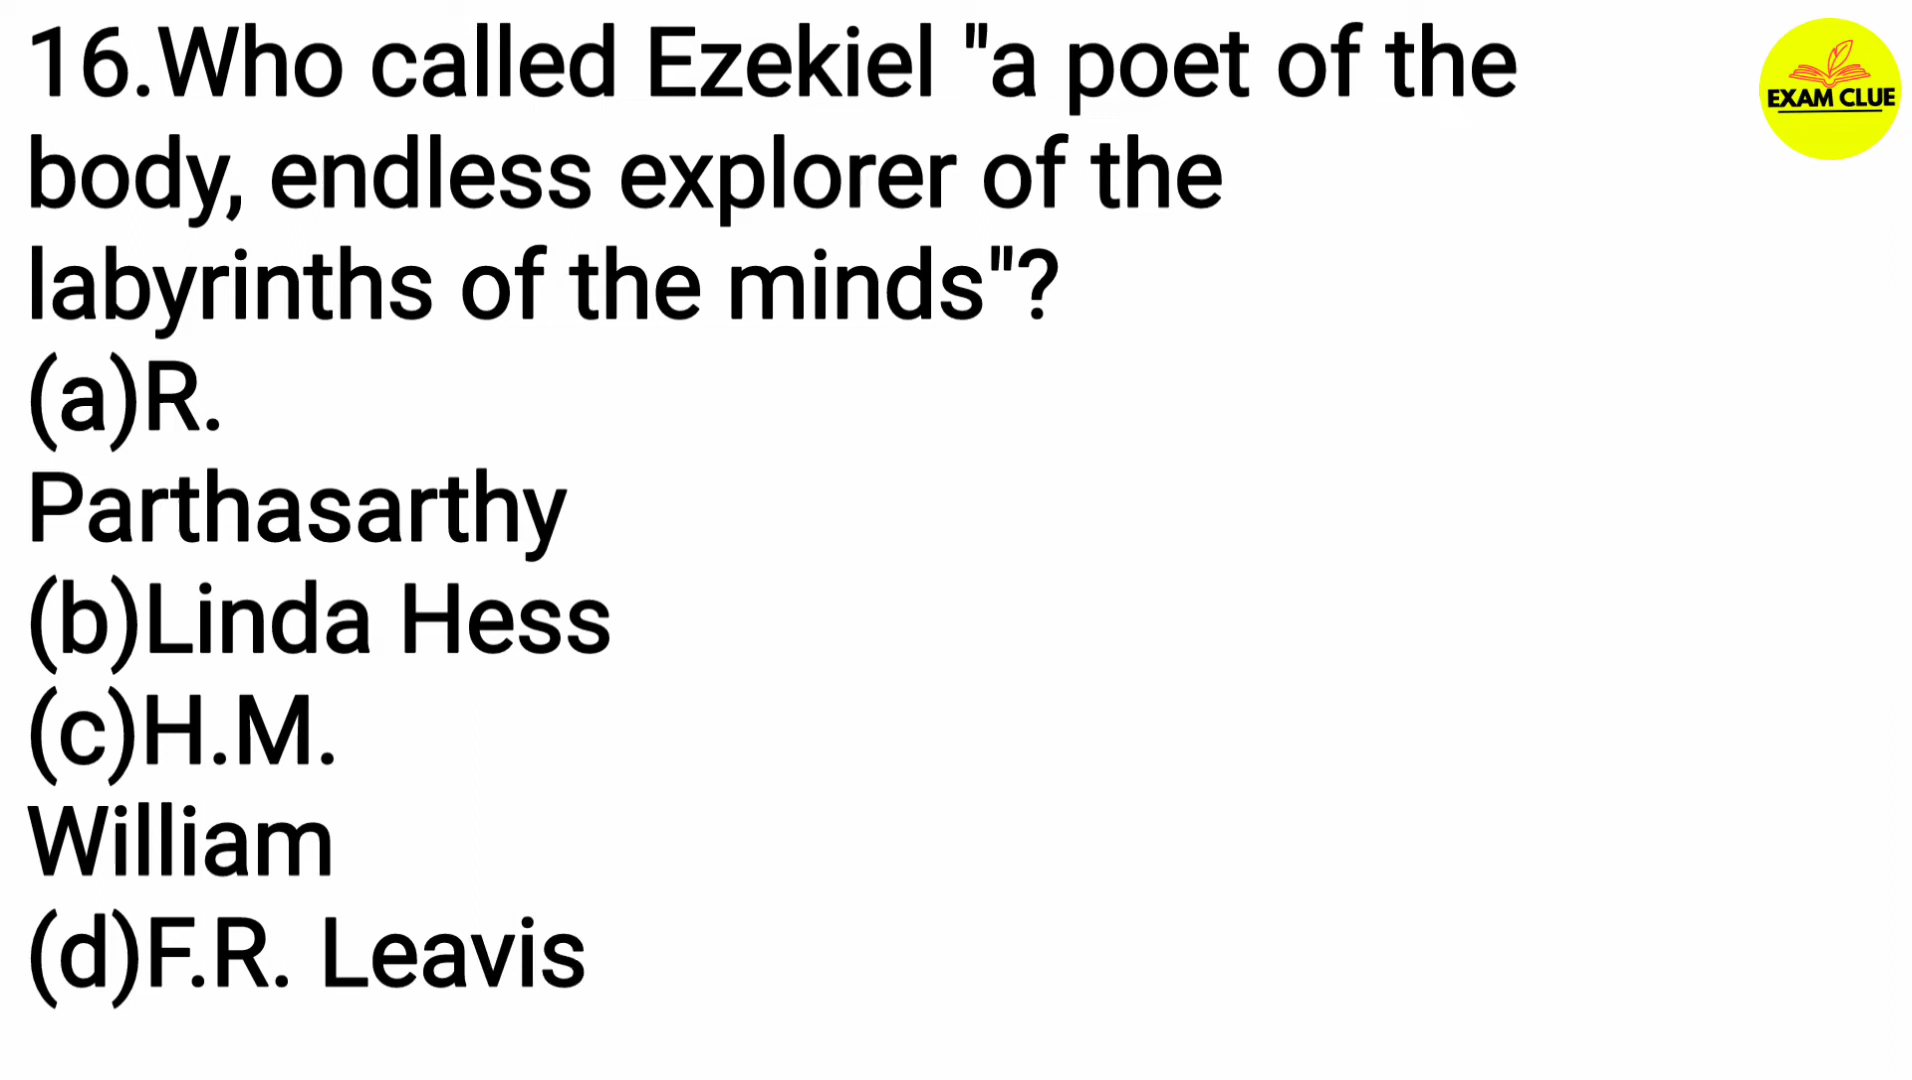 16.Who called Ezekiel "a poet of the
body, endless explorer of the
labyrinths of the minds"?
(a)R.
Parthasarthy
(b)Linda Hess
(c)H.M.
William
(d)F.R. Leavis
EXAM CLUE